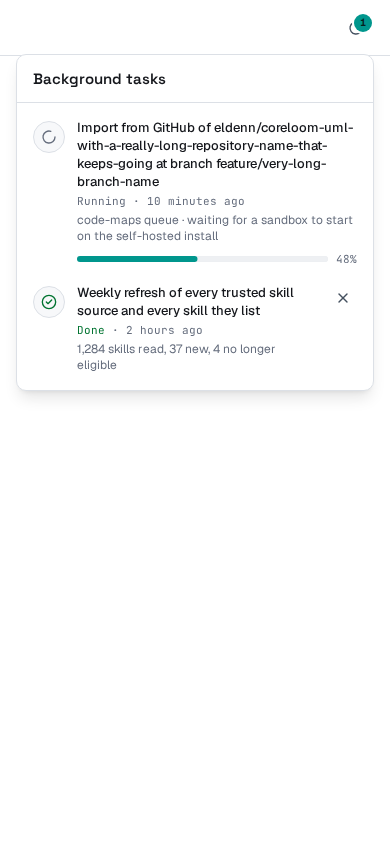 1
Background tasks
Import from GitHub of eldenn/coreloom-uml-
with-a-really-long-repository-name-that-
keeps-going at branch feature/very-long-
branch-name
Running · 10 minutes ago
code-maps queue · waiting for a sandbox to start
on the self-hosted install
48%
Weekly refresh of every trusted skill
source and every skill they list
Done · 2 hours ago
1,284 skills read, 37 new, 4 no longer
eligible